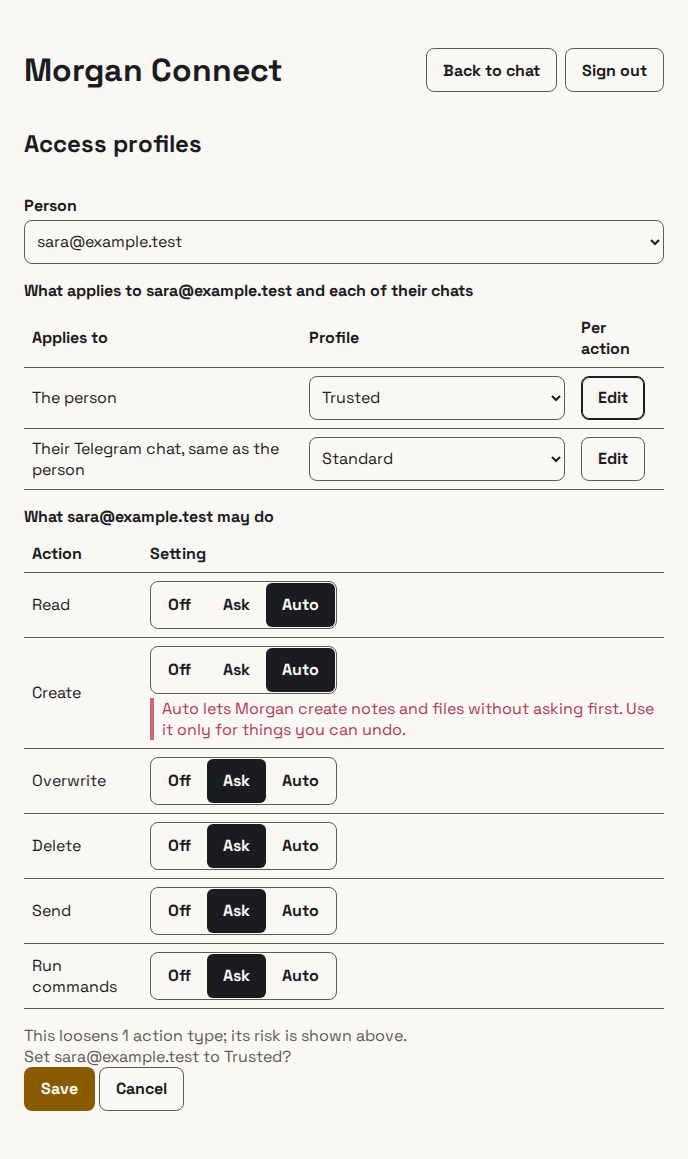 Morgan Connect
Back to chat
Sign out
Access profiles
Person
sara@example.test
What applies to sara@example.test and each of their chats
Applies to
Profile
Per
action
The person
Trusted
Edit
Their Telegram chat, same as the
person
Standard
Edit
What sara@example.test may do
Action
Setting
Read
Off
Ask
Auto
Create
Off
Ask
Auto
Auto lets Morgan create notes and files without asking first. Use
it only for things you can undo.
Overwrite
Off
Ask
Auto
Delete
Off
Ask
Auto
Send
Off
Ask
Auto
Run
commands
Off
Ask
Auto
This loosens 1 action type; its risk is shown above.
Set sara@example.test to Trusted?
Save
Cancel